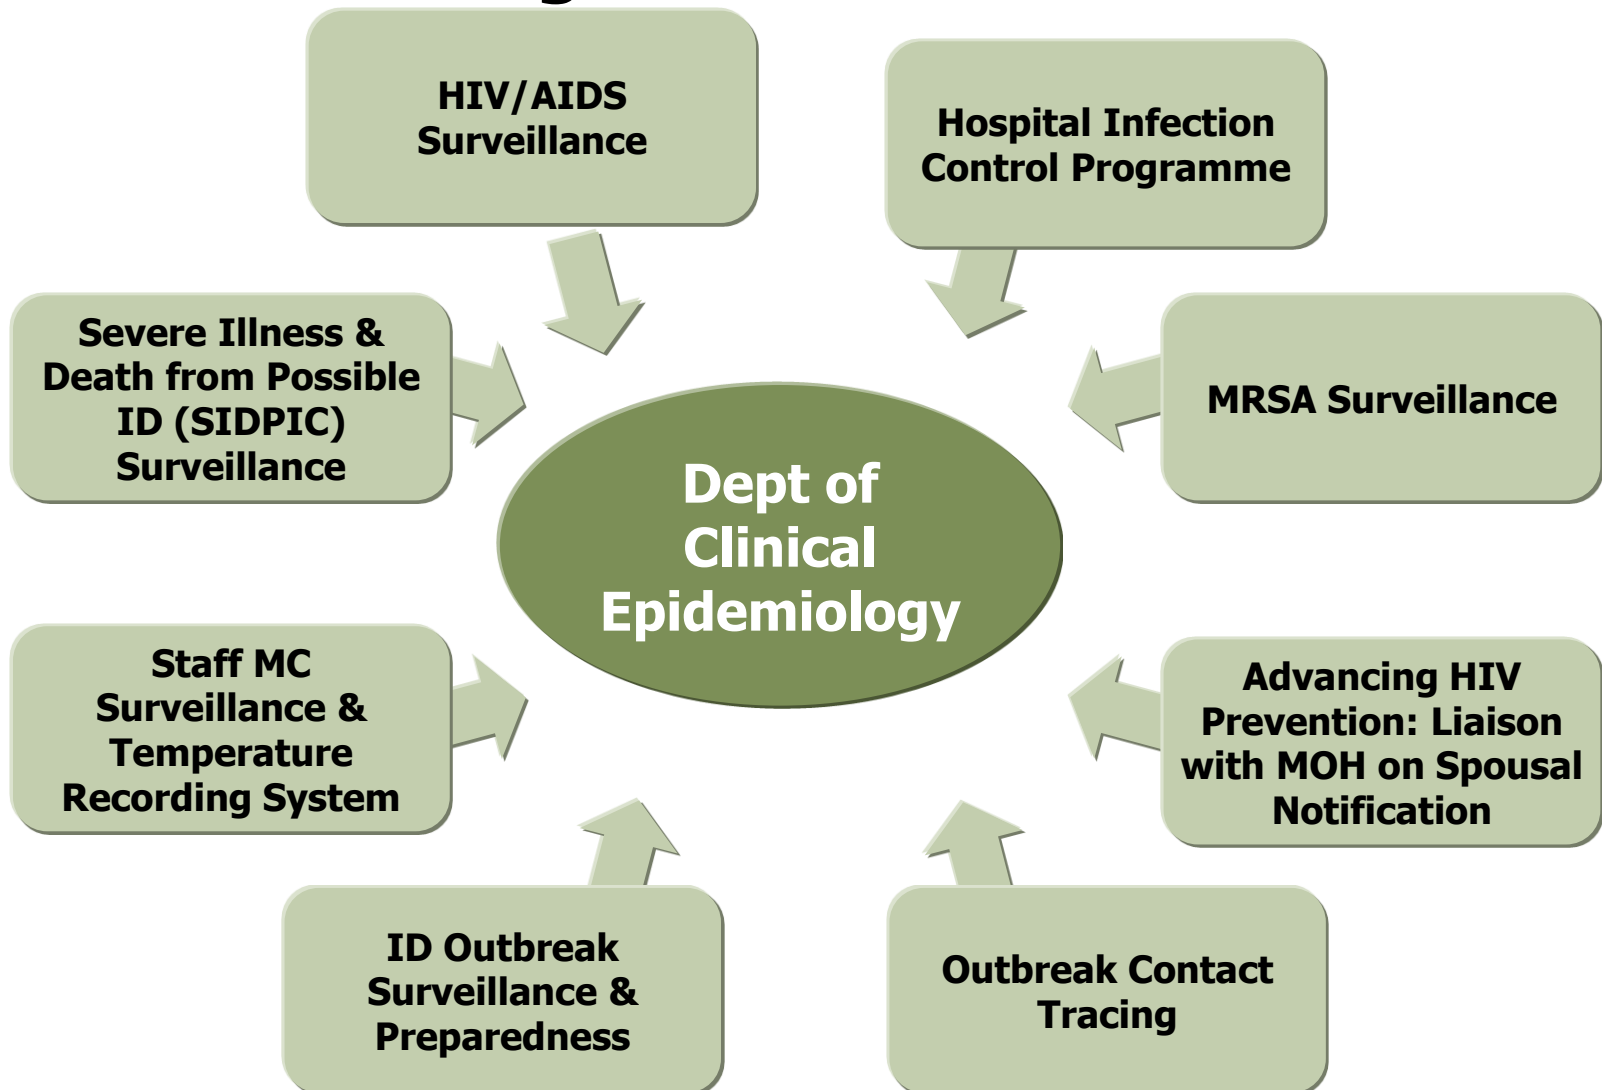 HIV/AIDS
Surveillance
Hospital Infection
Control Programme
Severe Illness &
Death from Possible
ID (SIDPIC)
Surveillance
MRSA Surveillance
Dept of
Clinical
Epidemiology
Staff MC
Surveillance &
Temperature
Recording System
Advancing HIV
Prevention: Liaison
with MOH on Spousal
Notification
ID Outbreak
Surveillance &
Preparedness
Outbreak Contact
Tracing